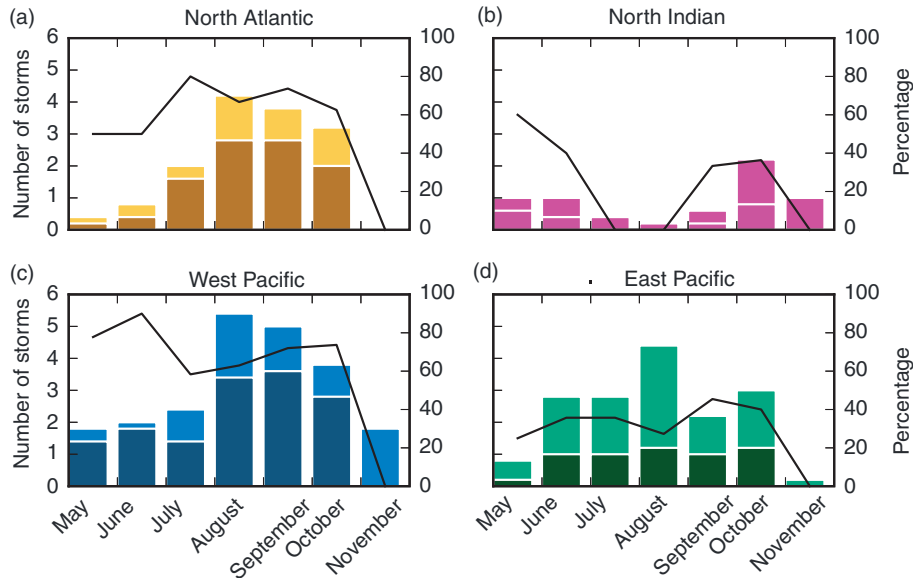 (a) North Atlantic
Number of storms
6
5
4
3
2
1
0
100
80
60
40
20
0
(b) North Indian
100
80
60
40
20
0
Percentage
(c) West Pacific
Number of storms
6
5
4
3
2
1
0
100
80
60
40
20
0
May
June
July
August
September
October
November
(d) East Pacific
100
80
60
40
20
0
Percentage
May
June
July
August
September
October
November